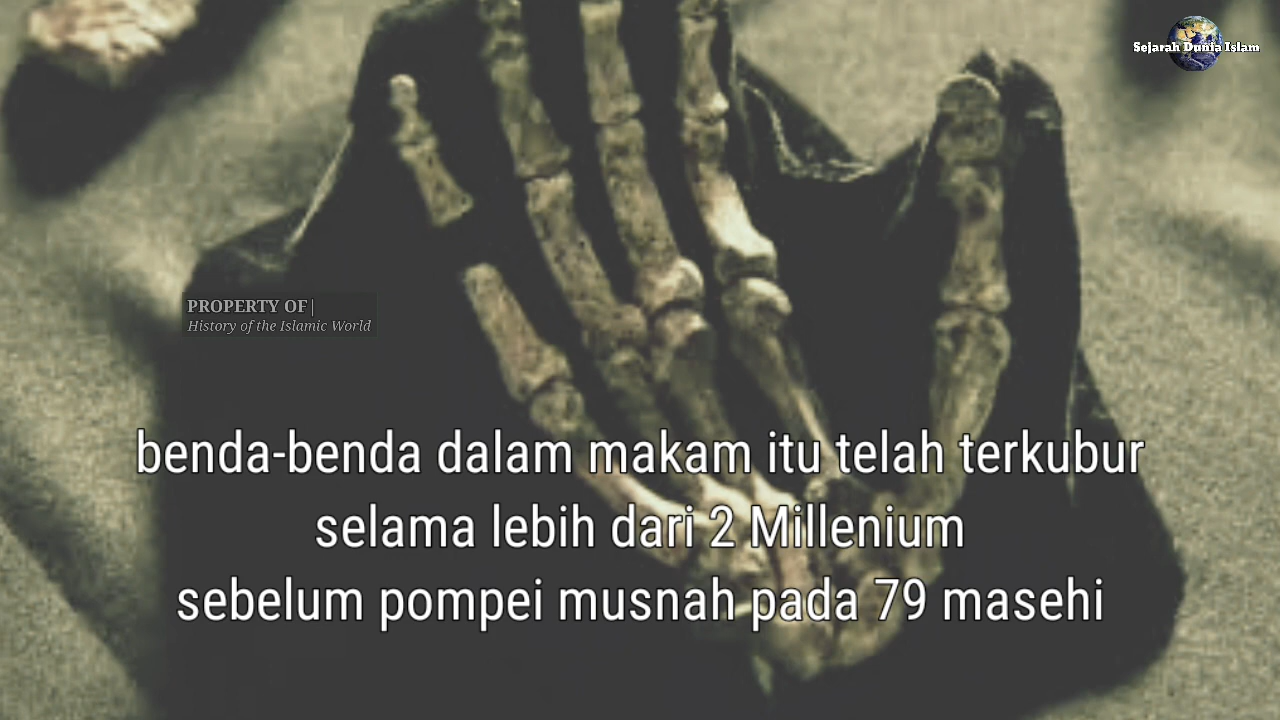 Sejarah Dunia Islam
PROPERTY OF|
History of the Islamic World
benda-benda dalam makam itu telah terkubur
selama lebih dari 2 Millenium
sebelum pompei musnah pada 79 masehi